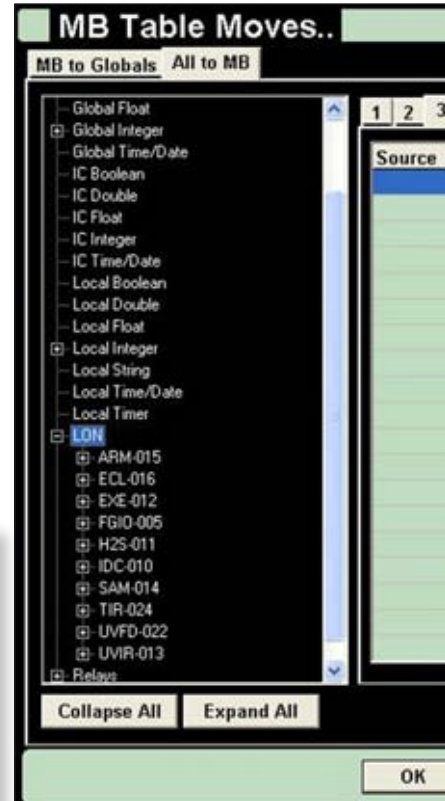 MB Table Moves..
MB to Globals All to MB
Global Float
Global Integer
Global Time/Date
IC Boolean
IC Double
IC Float
IC Integer
IC Time/Date
Local Boolean
Local Double
Local Float
Local Integer
Local String
Local Time/Date
Local Timer
LON
ARM-015
ECL-016
EXE-012
FGIO-005
H2S-011
IDC-010
SAM-014
TIR-024
UVFD-022
UVIR-013
Relays
Collapse All Expand All
1 2 3
Source
OK